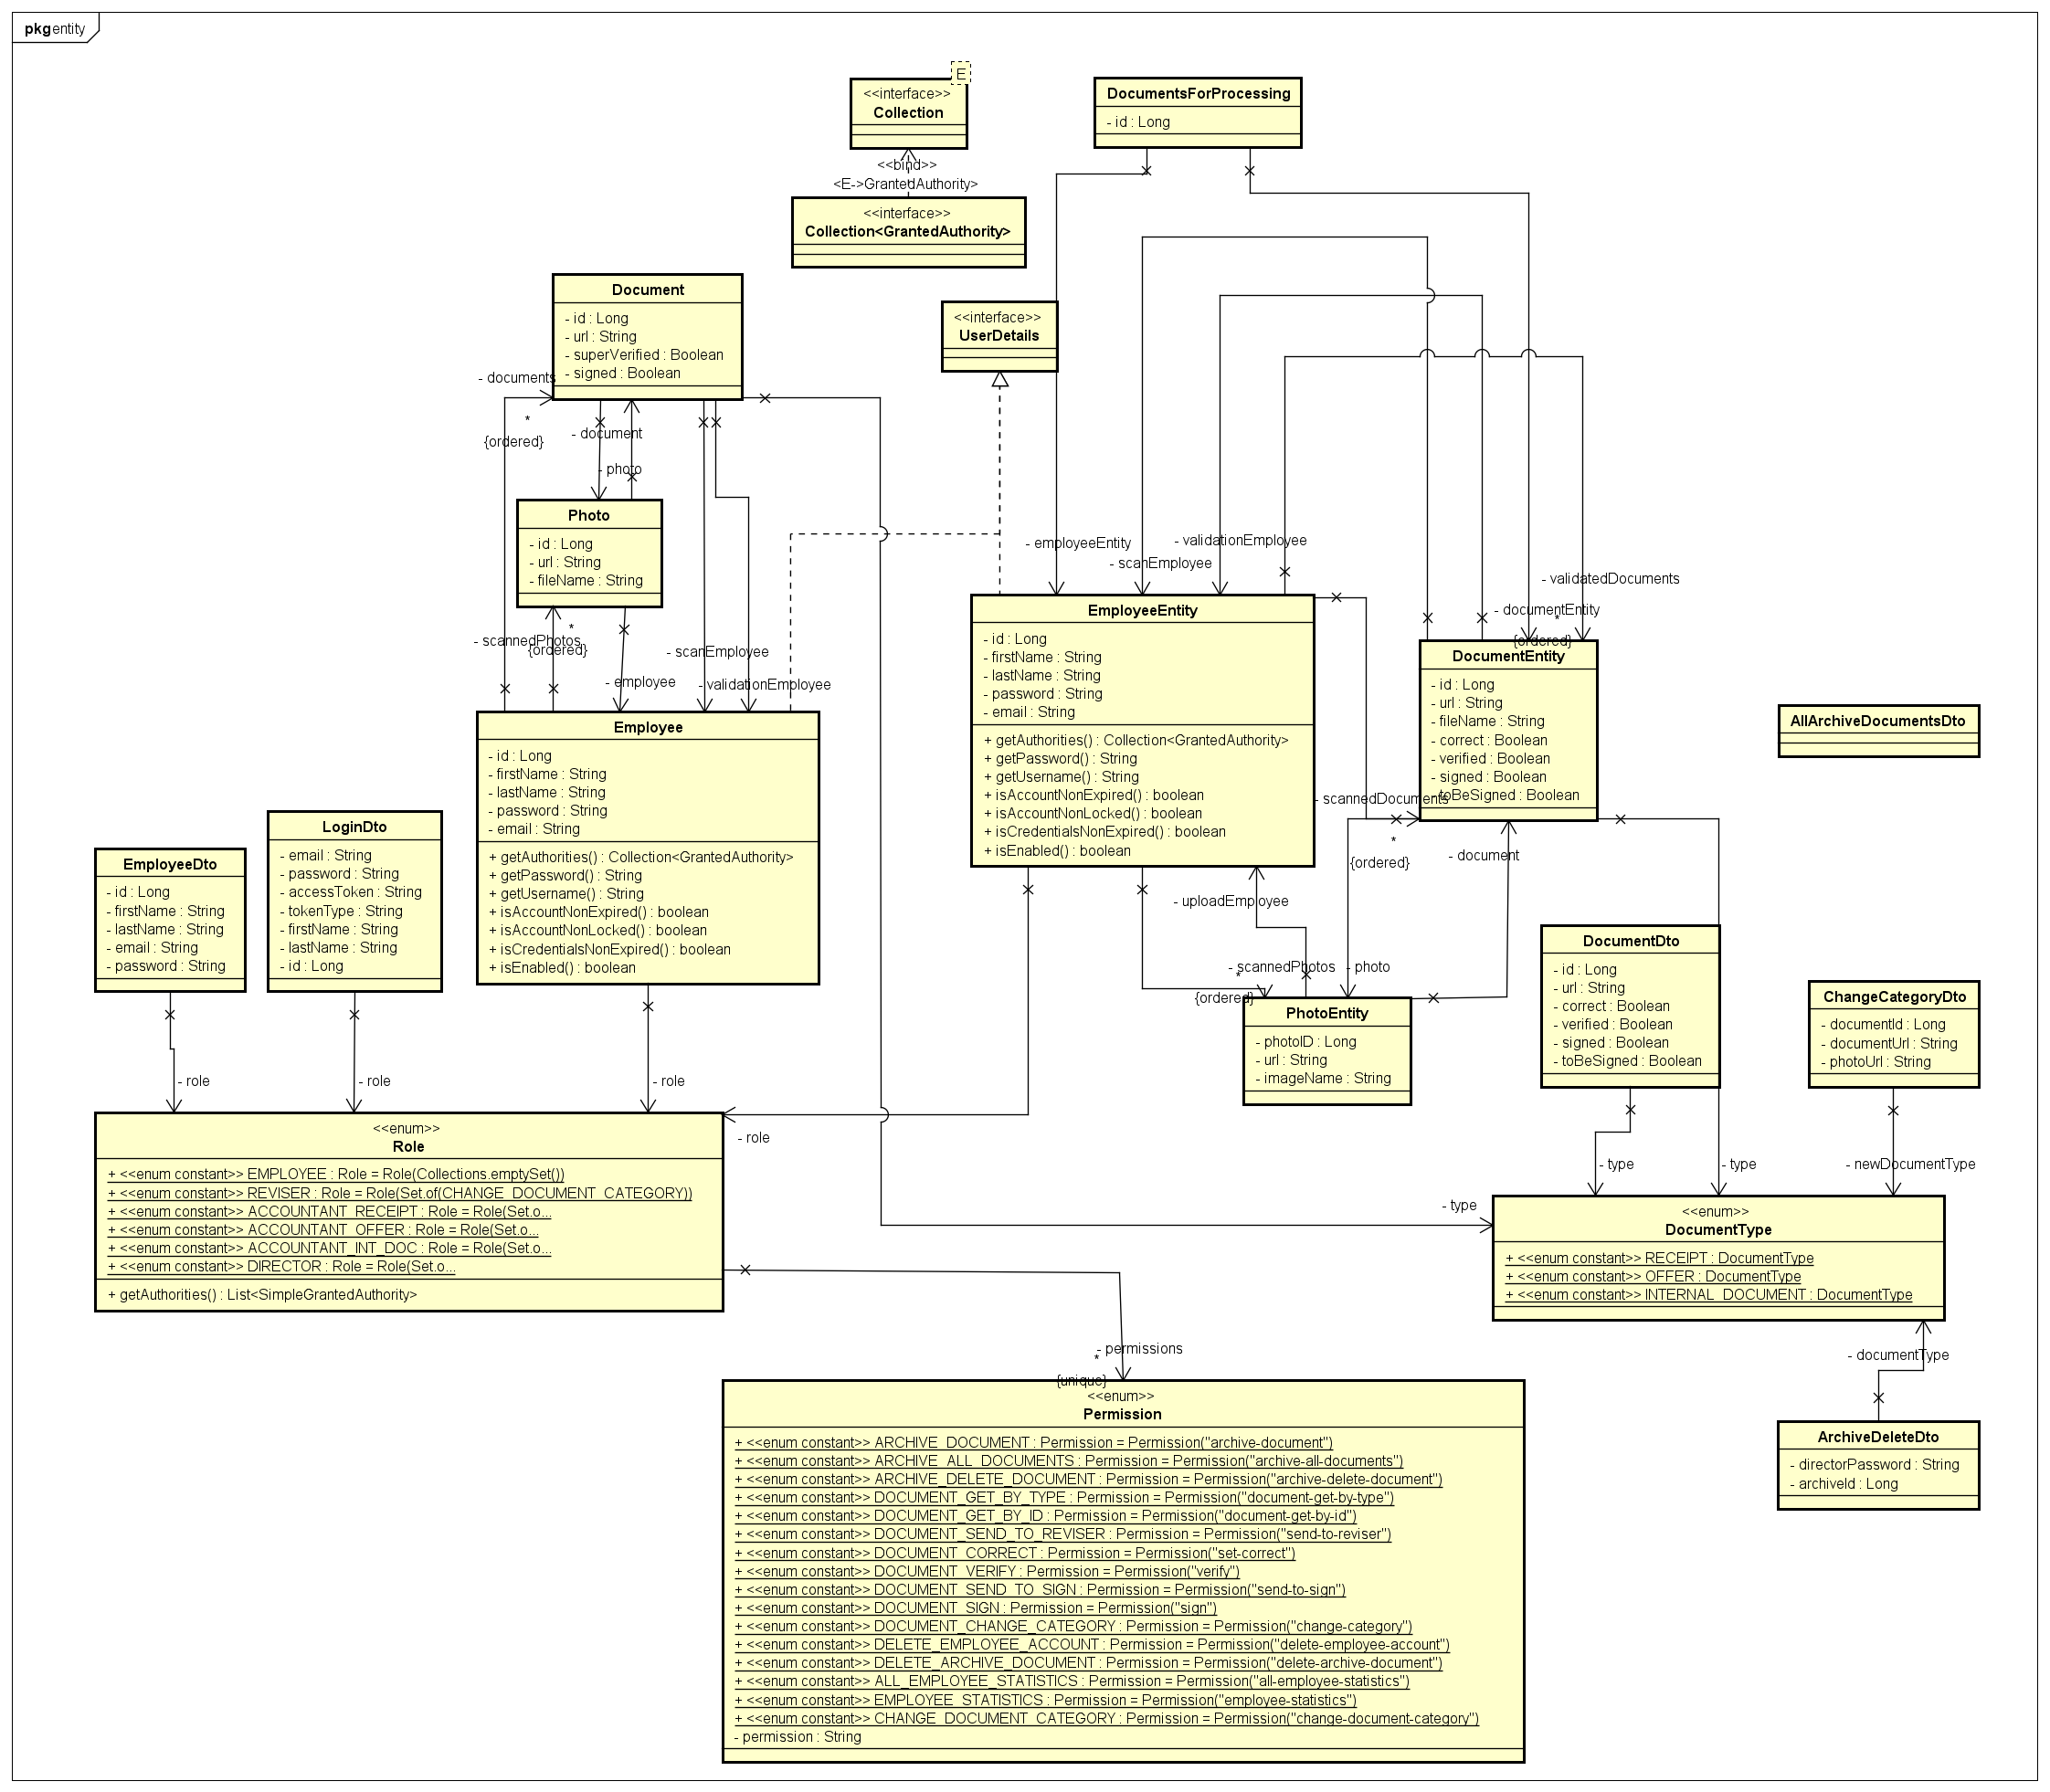 pkg entity
E
<<interface>>
Collection
<<bind>>
<E->GrantedAuthority>
<<interface>>
Collection<GrantedAuthority>
DocumentsForProcessing
- id : Long
Document
- id : Long
- url : String
- superVerified : Boolean
- signed : Boolean
<<interface>>
UserDetails
- documents
*
{ordered}
- document
- photo
Photo
- id : Long
- url : String
- fileName : String
- scannedPhotos
*
{ordered}
- employee
- scanEmployee
- validationEmployee
- employeeEntity
- scanEmployee
- validationEmployee
- validatedDocuments
- documentEntity
*
{ordered}
Employee
- id : Long
- firstName : String
- lastName : String
- password : String
- email : String
+ getAuthorities() : Collection<GrantedAuthority>
+ getPassword() : String
+ getUsername() : String
+ isAccountNonExpired() : boolean
+ isAccountNonLocked() : boolean
+ isCredentialsNonExpired() : boolean
+ isEnabled() : boolean
EmployeeEntity
- id : Long
- firstName : String
- lastName : String
- password : String
- email : String
+ getAuthorities() : Collection<GrantedAuthority>
+ getPassword() : String
+ getUsername() : String
+ isAccountNonExpired() : boolean
+ isAccountNonLocked() : boolean
+ isCredentialsNonExpired() : boolean
+ isEnabled() : boolean
DocumentEntity
- id : Long
- url : String
- fileName : String
- correct : Boolean
- verified : Boolean
- signed : Boolean
- toBeSigned : Boolean
AllArchiveDocumentsDto
- scannedDocuments
*
{ordered}
- document
- uploadEmployee
- scannedPhotos
*
{ordered}
- photo
PhotoEntity
- photoID : Long
- url : String
- imageName : String
EmployeeDto
- id : Long
- firstName : String
- lastName : String
- email : String
- password : String
LoginDto
- email : String
- password : String
- accessToken : String
- tokenType : String
- firstName : String
- lastName : String
- id : Long
DocumentDto
- id : Long
- url : String
- correct : Boolean
- verified : Boolean
- signed : Boolean
- toBeSigned : Boolean
ChangeCategoryDto
- documentId : Long
- documentUrl : String
- photoUrl : String
- role
- role
- role
- role
- type
- type
- type
- newDocumentType
<<enum>>
Role
+ <<enum constant>> EMPLOYEE : Role = Role(Collections.emptySet())
+ <<enum constant>> REVISER : Role = Role(Set.of(CHANGE_DOCUMENT_CATEGORY))
+ <<enum constant>> ACCOUNTANT_RECEIPT : Role = Role(Set.o...
+ <<enum constant>> ACCOUNTANT_OFFER : Role = Role(Set.o...
+ <<enum constant>> ACCOUNTANT_INT_DOC : Role = Role(Set.o...
+ <<enum constant>> DIRECTOR : Role = Role(Set.o...
+ getAuthorities() : List<SimpleGrantedAuthority>
<<enum>>
DocumentType
+ <<enum constant>> RECEIPT : DocumentType
+ <<enum constant>> OFFER : DocumentType
+ <<enum constant>> INTERNAL_DOCUMENT : DocumentType
- permissions
*
{unique}
- documentType
ArchiveDeleteDto
- directorPassword : String
- archiveId : Long
<<enum>>
Permission
+ <<enum constant>> ARCHIVE_DOCUMENT : Permission = Permission("archive-document")
+ <<enum constant>> ARCHIVE_ALL_DOCUMENTS : Permission = Permission("archive-all-documents")
+ <<enum constant>> ARCHIVE_DELETE_DOCUMENT : Permission = Permission("archive-delete-document")
+ <<enum constant>> DOCUMENT_GET_BY_TYPE : Permission = Permission("document-get-by-type")
+ <<enum constant>> DOCUMENT_GET_BY_ID : Permission = Permission("document-get-by-id")
+ <<enum constant>> DOCUMENT_SEND_TO_REVISER : Permission = Permission("send-to-reviser")
+ <<enum constant>> DOCUMENT_CORRECT : Permission = Permission("set-correct")
+ <<enum constant>> DOCUMENT_VERIFY : Permission = Permission("verify")
+ <<enum constant>> DOCUMENT_SEND_TO_SIGN : Permission = Permission("send-to-sign")
+ <<enum constant>> DOCUMENT_SIGN : Permission = Permission("sign")
+ <<enum constant>> DOCUMENT_CHANGE_CATEGORY : Permission = Permission("change-category")
+ <<enum constant>> DELETE_EMPLOYEE_ACCOUNT : Permission = Permission("delete-employee-account")
+ <<enum constant>> DELETE_ARCHIVE_DOCUMENT : Permission = Permission("delete-archive-document")
+ <<enum constant>> ALL_EMPLOYEE_STATISTICS : Permission = Permission("all-employee-statistics")
+ <<enum constant>> EMPLOYEE_STATISTICS : Permission = Permission("employee-statistics")
+ <<enum constant>> CHANGE_DOCUMENT_CATEGORY : Permission = Permission("change-document-category")
- permission : String